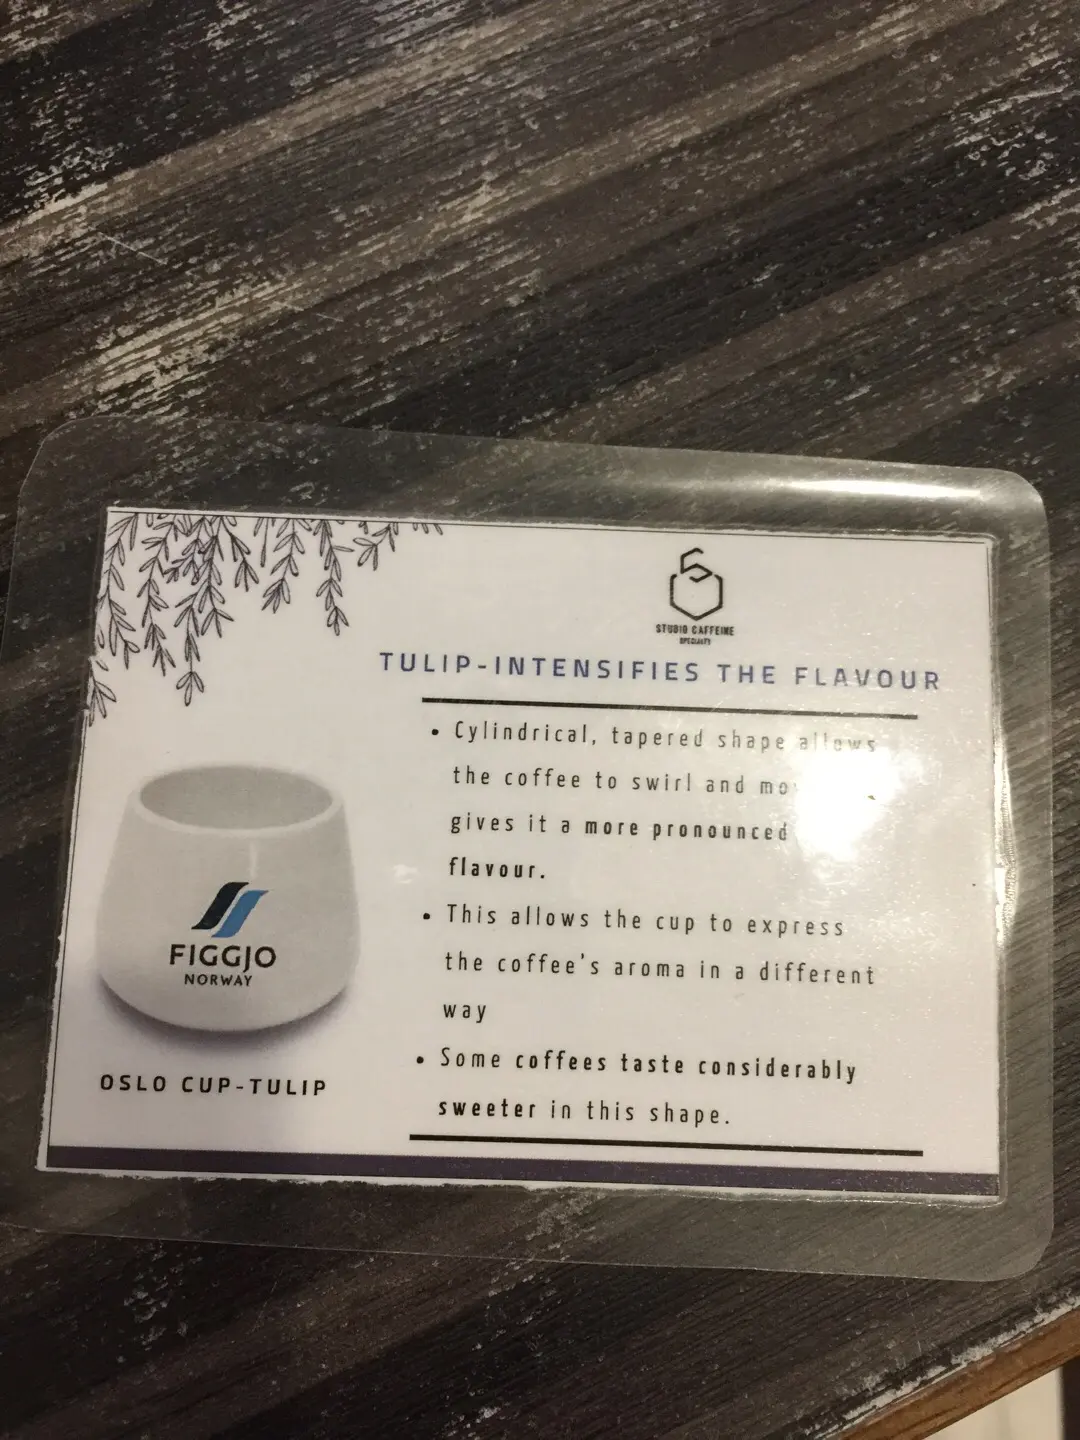 STUDIO CAFFEINE
SPECIALTY
TULIP-INTENSIFIES THE FLAVOUR
• Cylindrical, tapered shape allows
the coffee to swirl and
gives it a more pronounced
flavour.
• This allows the cup to express
the coffee's aroma in a different
way
• Some coffees taste considerably
sweeter in this shape.
FIGGJO
NORWAY
OSLO CUP-TULIP